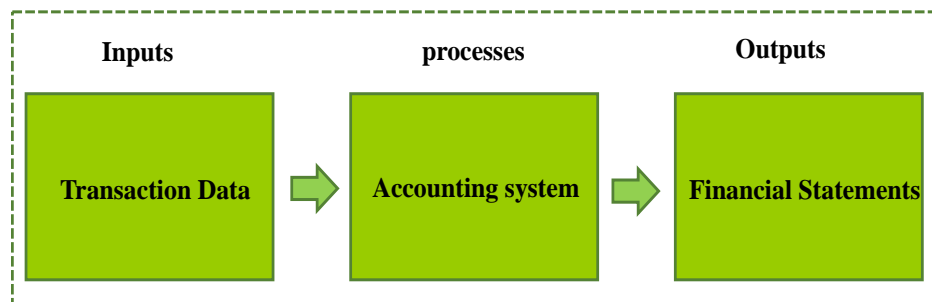 Inputs
processes
Outputs
Transaction Data
Accounting system
Financial Statements